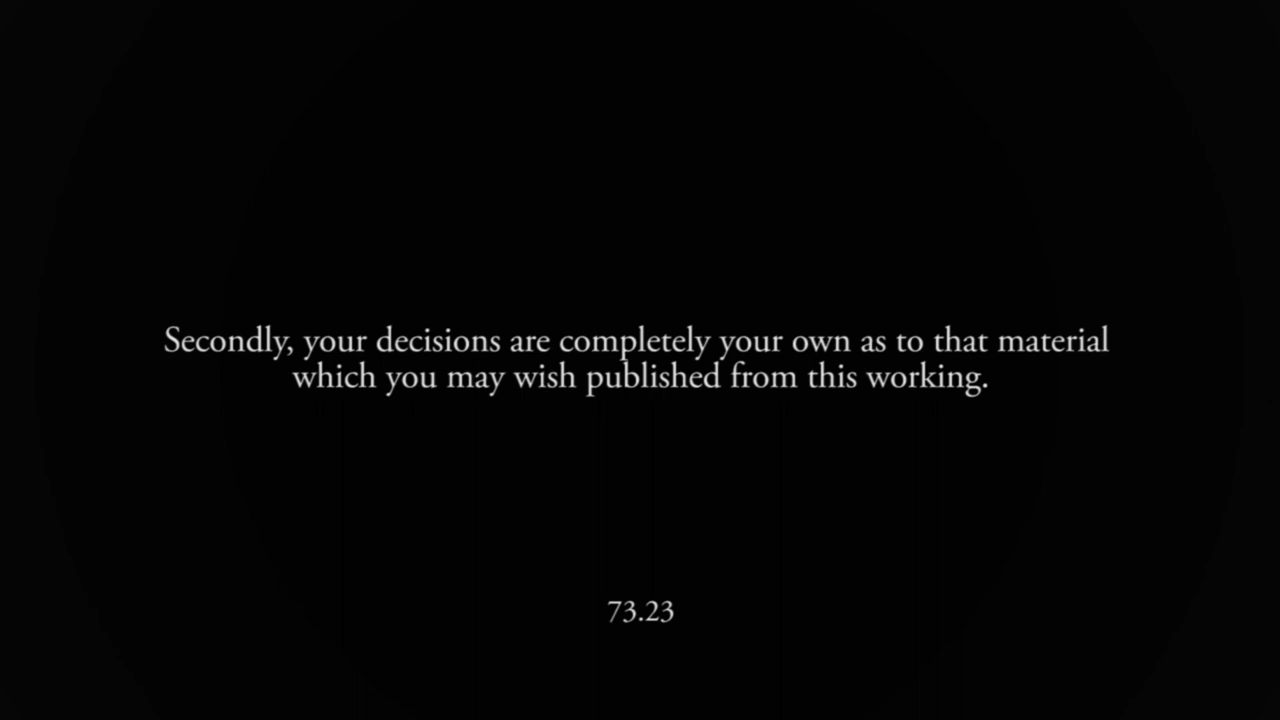 Secondly, your decisions are completely your own as to that material
which you may wish published from this working.
73.23